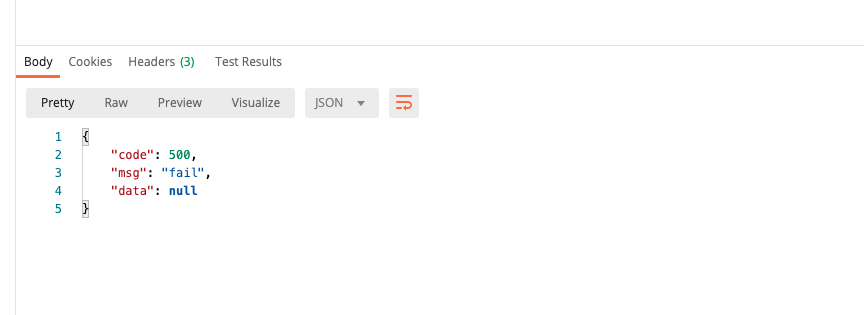 Body Cookies Headers (3) Test Results
Pretty Raw Preview Visualize JSON
1 {
2 "code": 500,
3 "msg": "fail",
4 "data": null
5 }